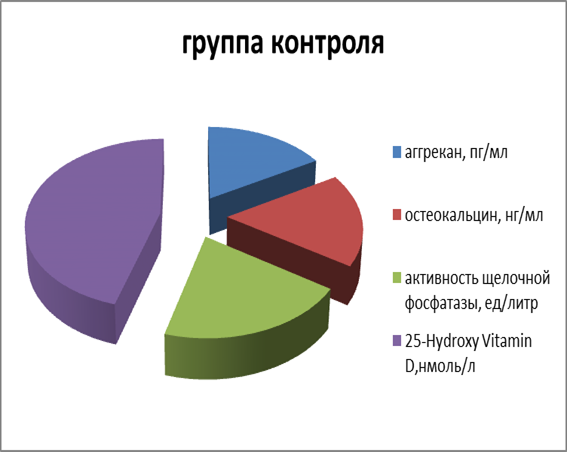 группа контроля
аггрекан, пг/мл
остеокальцин, нг/мл
активность щелочной
фосфатазы, ед/литр
25-Hydroxy Vitamin
D,нмоль/л